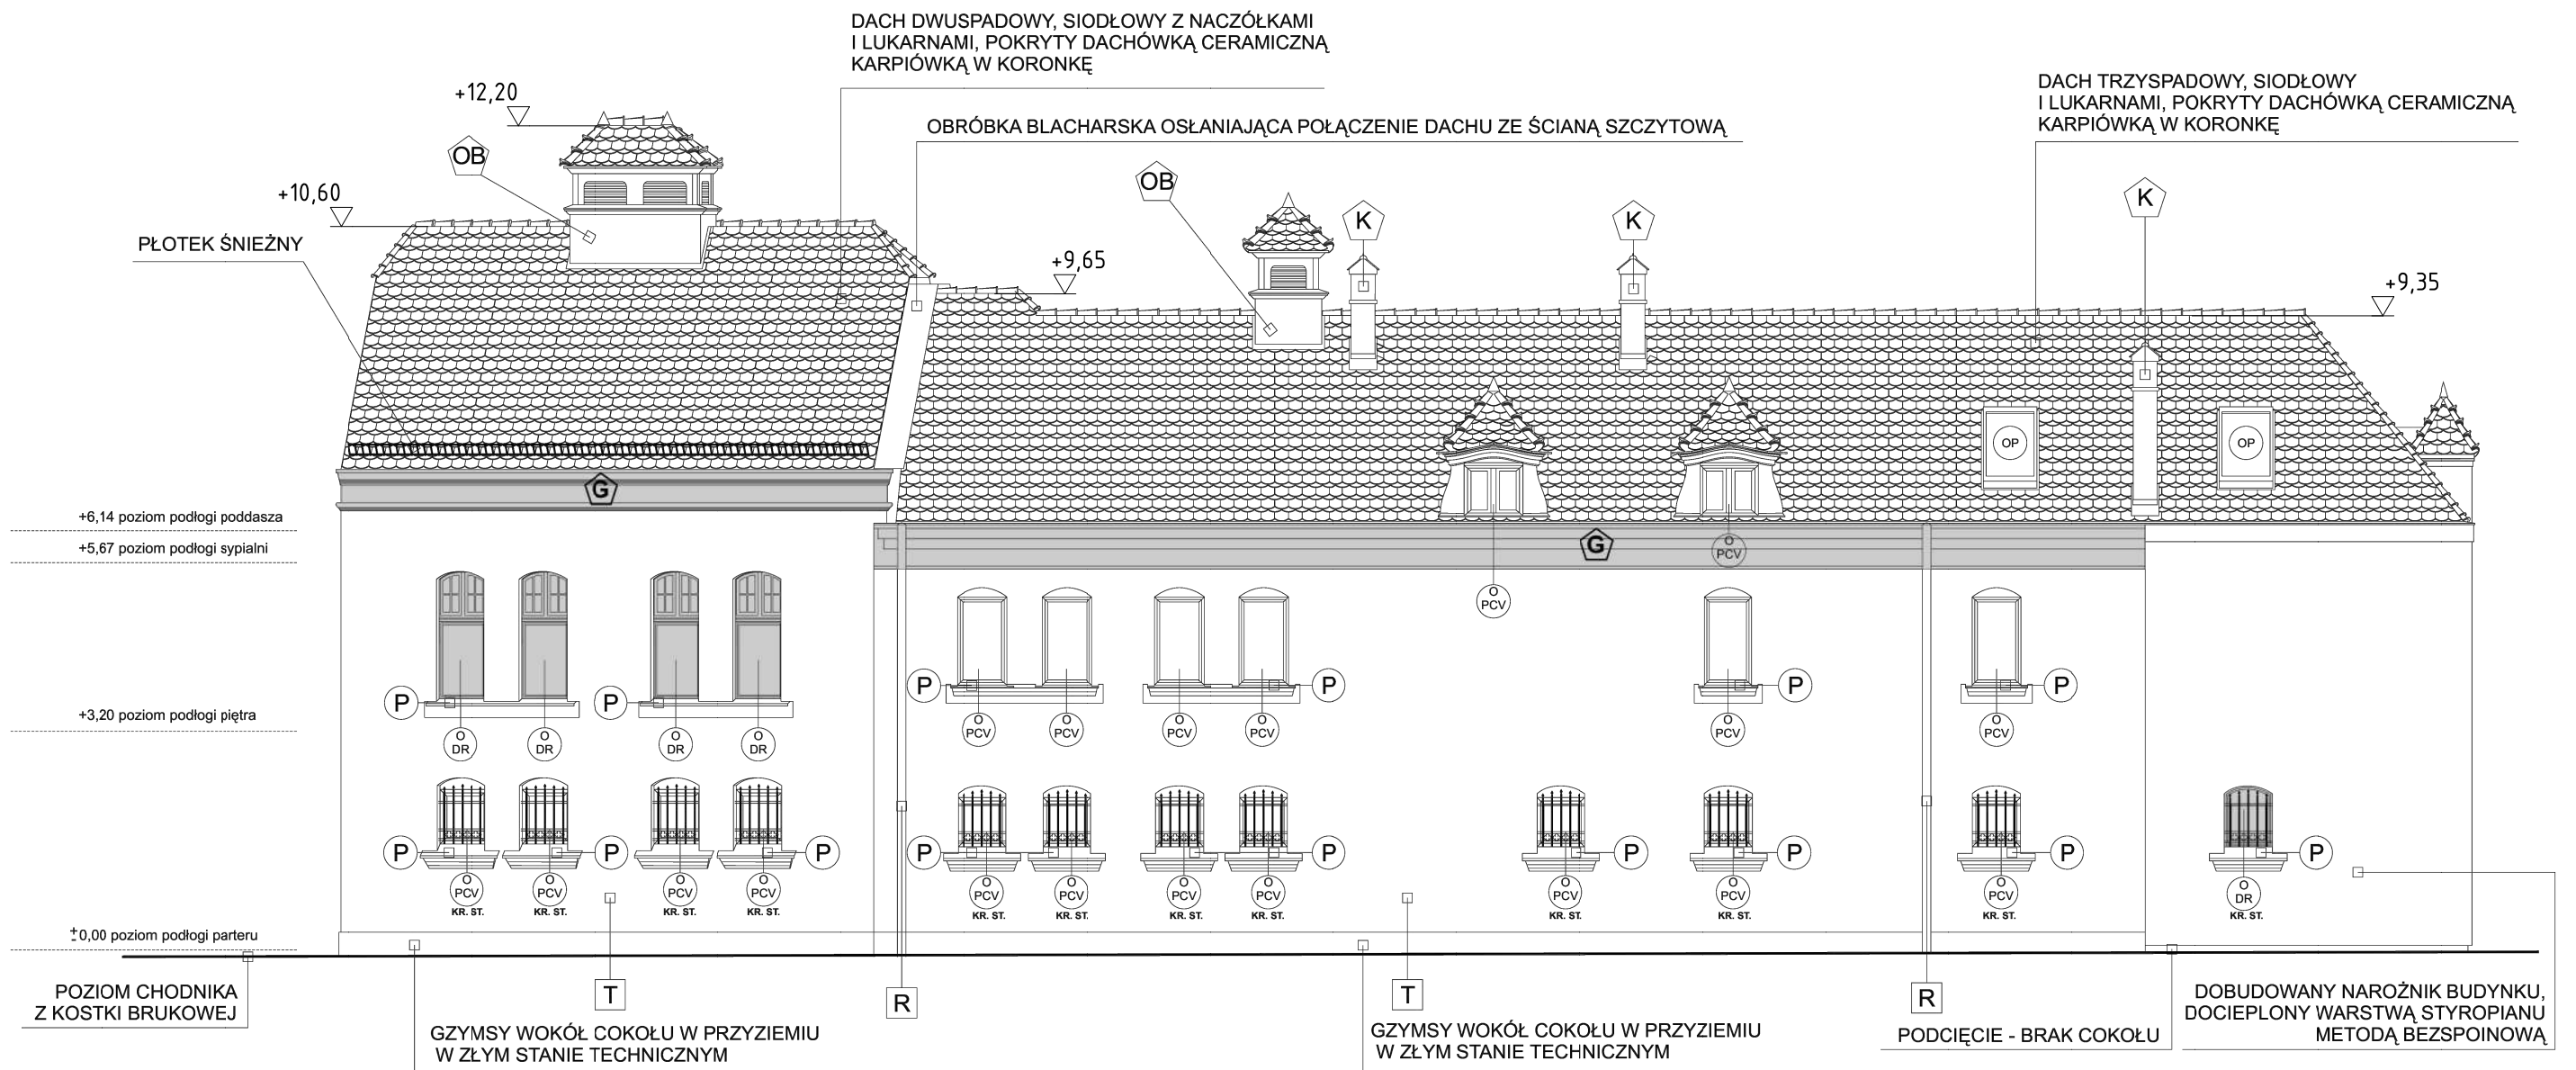 DACH DWUSPADOWY, SIODŁOWY Z NACZÓŁKAMI
I LUKARNAMI, POKRYTY DACHÓWKĄ CERAMICZNĄ
KARPIÓWKĄ W KORONKĘ
DACH TRZYSPADOWY, SIODŁOWY
I LUKARNAMI, POKRYTY DACHÓWKĄ CERAMICZNĄ
KARPIÓWKĄ W KORONKĘ
+12,20
OBRÓBKA BLACHARSKA OSŁANIAJĄCA POŁĄCZENIE DACHU ZE ŚCIANĄ SZCZYTOWĄ
OB
OB
+10,60
K
K
K
PŁOTEK ŚNIEŻNY
+9,65
+9,35
OP
OP
G
+6,14 poziom podłogi poddasza
+5,67 poziom podłogi sypialni
G
O
PCV
O
PCV
P
P
P
P
P
P
+3,20 poziom podłogi piętra
O
DR
O
DR
O
DR
O
DR
O
PCV
O
PCV
O
PCV
O
PCV
O
PCV
O
PCV
P
P
P
P
P
P
P
P
P
O
PCV
KR. ST.
O
PCV
KR. ST.
O
PCV
KR. ST.
O
PCV
KR. ST.
O
PCV
KR. ST.
O
PCV
KR. ST.
O
PCV
KR. ST.
O
PCV
KR. ST.
O
PCV
KR. ST.
O
PCV
KR. ST.
O
PCV
KR. ST.
O
DR
KR. ST.
±0,00 poziom podłogi parteru
POZIOM CHODNIKA
Z KOSTKI BRUKOWEJ
T
R
T
R
GZYMSY WOKÓŁ COKOŁU W PRZYZIEMIU
W ZŁYM STANIE TECHNICZNYM
GZYMSY WOKÓŁ COKOŁU W PRZYZIEMIU
W ZŁYM STANIE TECHNICZNYM
PODCIĘCIE - BRAK COKOŁU
DOBUDOWANY NAROŻNIK BUDYNKU,
DOCIEPLONY WARSTWĄ STYROPIANU
METODĄ BEZSPOINOWĄ